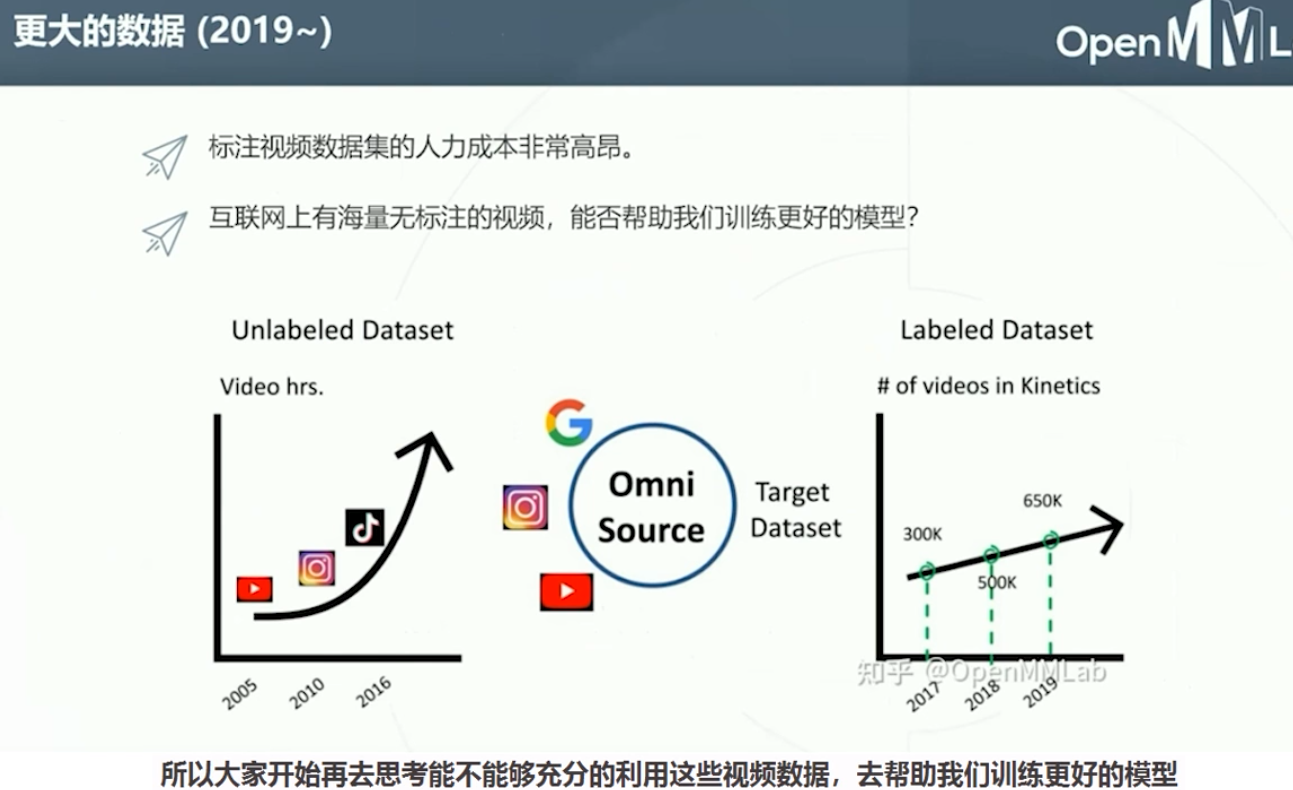 更大的数据 (2019~)
OpenMML
标注视频数据集的人力成本非常高昂。
互联网上有海量无标注的视频，能否帮助我们训练更好的模型？
Unlabeled Dataset
Video hrs.
2005
2010
2016
Omni
Source
Target
Dataset
Labeled Dataset
# of videos in Kinetics
300K
500K
650K
2017
2018
2019
知乎 @OpenMMLab
所以大家开始再去思考能不能够充分的利用这些视频数据，去帮助我们训练更好的模型